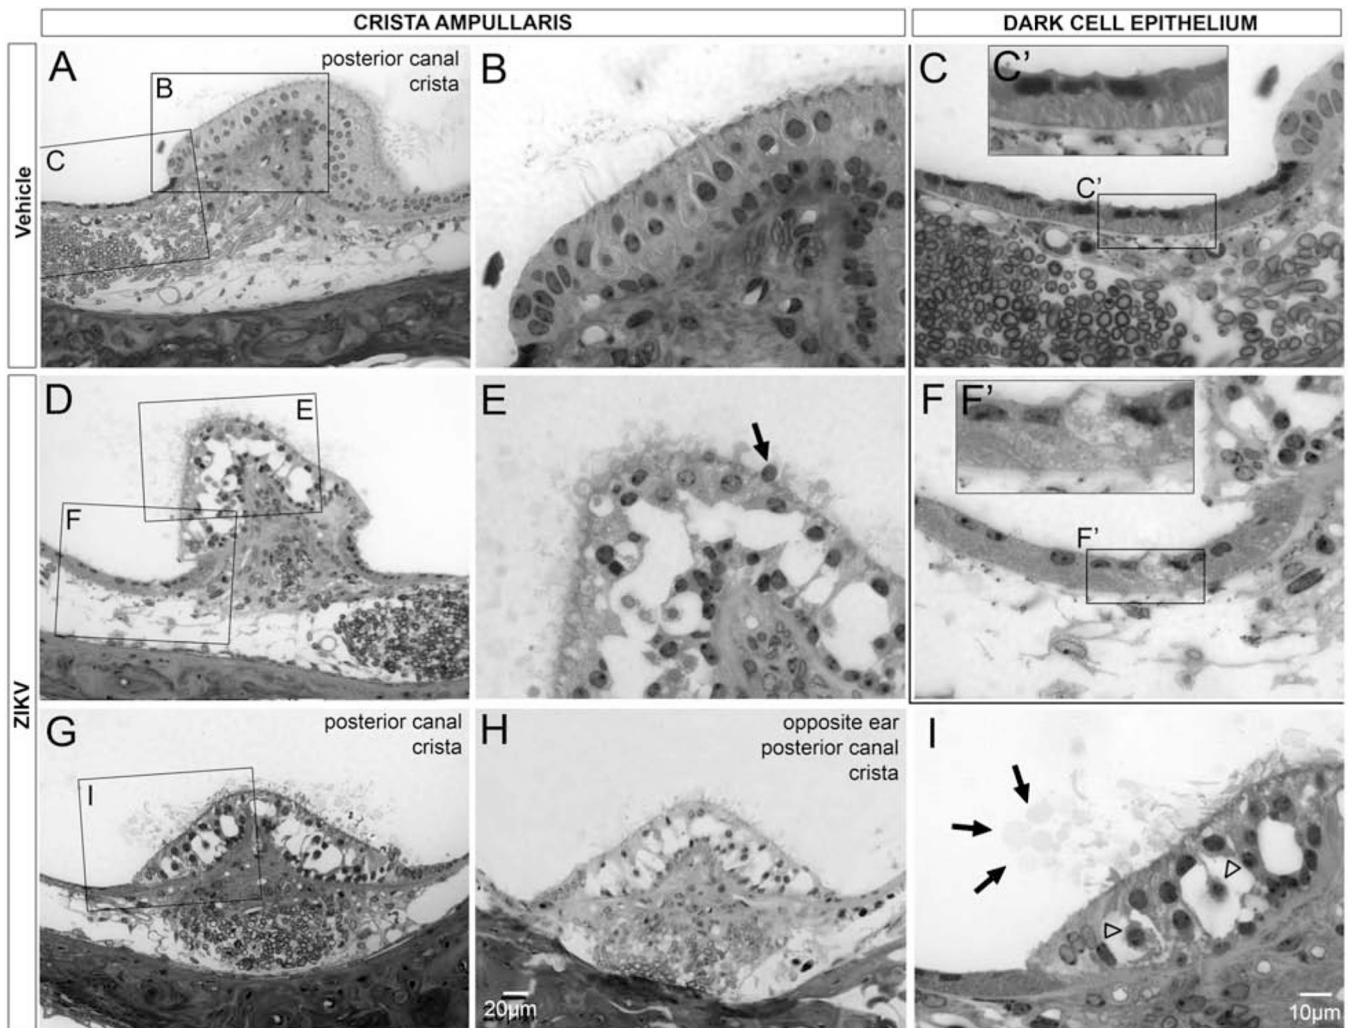 CRISTA AMPULLARIS
DARK CELL EPITHELIUM
Vehicle
A
posterior canal
crista
B
C
B
C
C’
C’
ZIKV
D
E
F
E
F
F’
F’
G
posterior canal
crista
I
H
opposite ear
posterior canal
crista
20µm
I
10µm